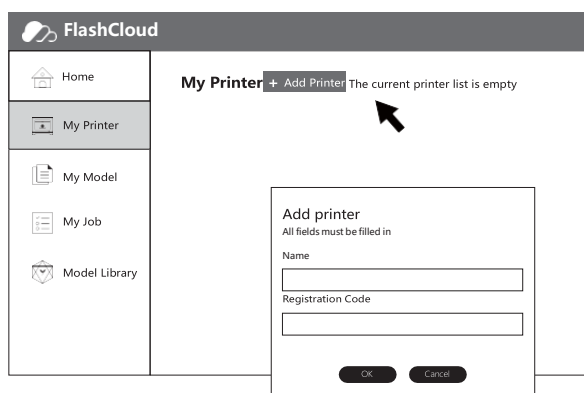 FlashCloud
Home
My Printer
My Model
My Job
Model Library
My Printer + Add Printer The current printer list is empty
Add printer
All fields must be filled in
Name
Registration Code
OK Cancel